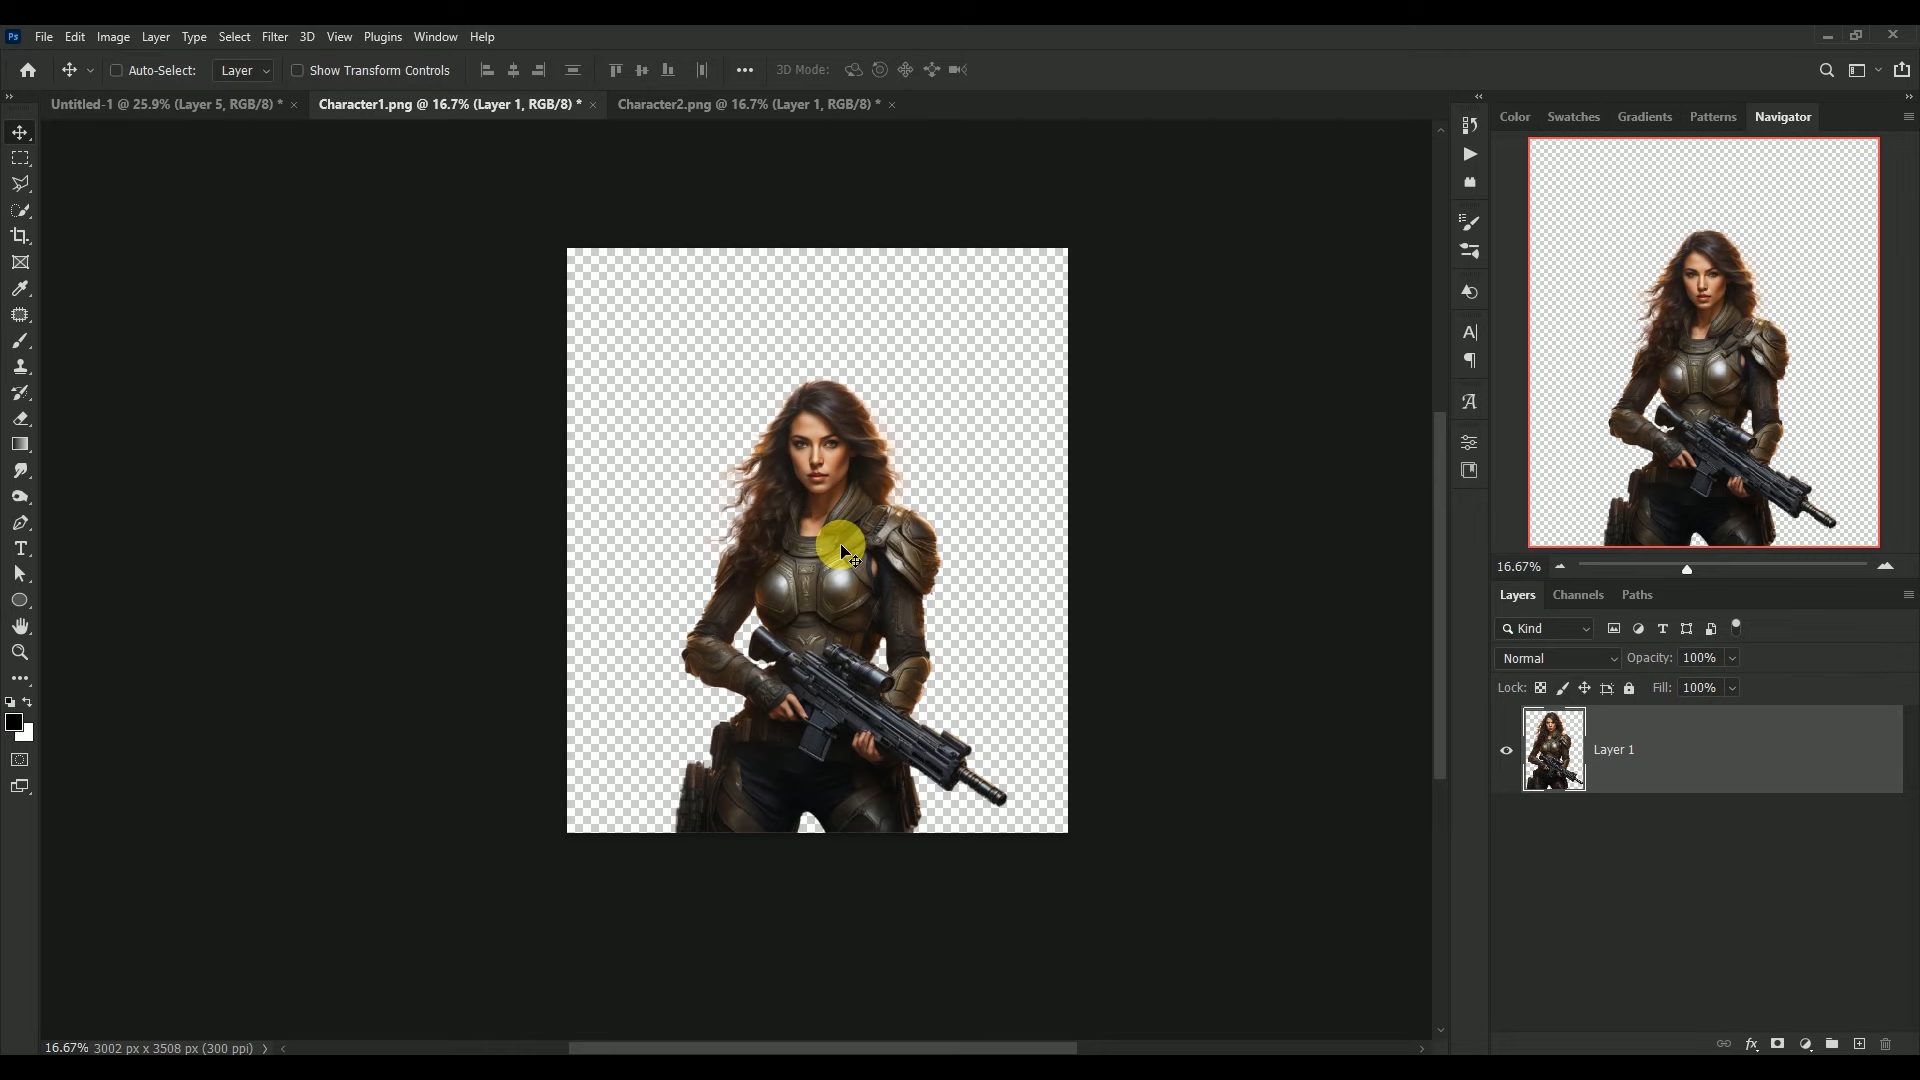 Ps File Edit Image Layer Type Select Filter 3D View Plugins Window Help
Auto-Select: Layer Show Transform Controls 3D Mode:
Untitled-1 @ 25.9% (Layer 5, RGB/8) * Character1.png @ 16.7% (Layer 1, RGB/8) * Character2.png @ 16.7% (Layer 1, RGB/8) *
Color Swatches Gradients Patterns Navigator
16.67%
Layers Channels Paths
Kind
Normal Opacity: 100%
Lock: Fill: 100%
Layer 1
16.67% 3002 px x 3508 px (300 ppi)